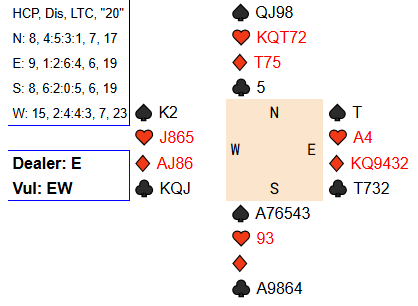 HCP, Dis, LTC, "20"
N: 8, 4:5:3:1, 7, 17
E: 9, 1:2:6:4, 6, 19
S: 8, 6:2:0:5, 6, 19
W: 15, 2:4:4:3, 7, 23
Dealer: E
Vul: EW
♠ QJ98
♥ KQT72
♦ T75
♣ 5
♠ K2
♥ J865
♦ AJ86
♣ KQJ
N
W E
S
♠ T
♥ A4
♦ KQ9432
♣ T732
♠ A76543
♥ 93
♦
♣ A9864